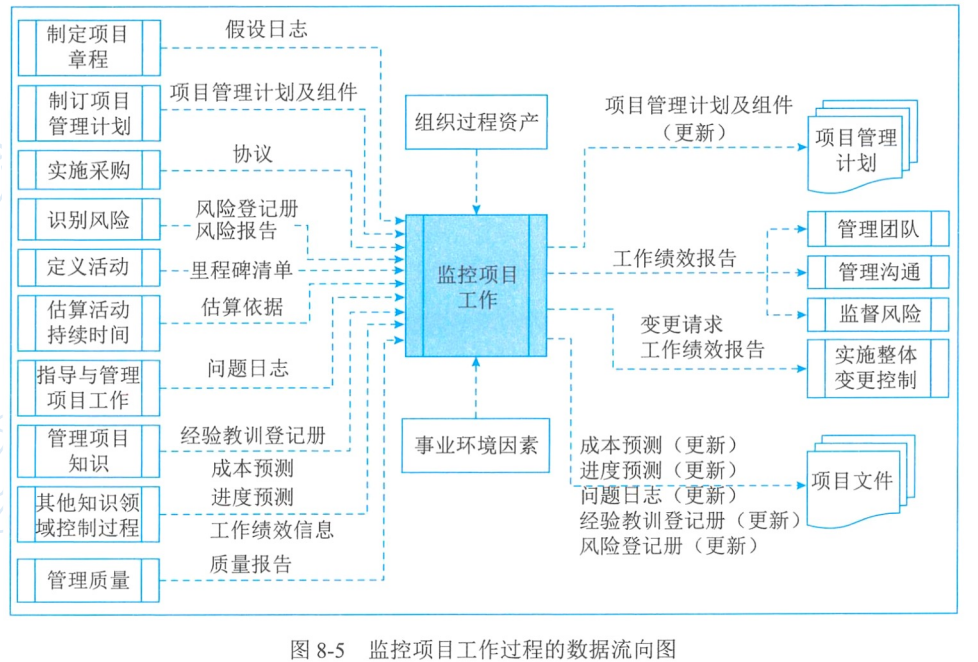 制定项目
章程
假设日志
制订项目
管理计划
项目管理计划及组件
实施采购
协议
识别风险
风险登记册
风险报告
定义活动
里程碑清单
估算活动
持续时间
估算依据
指导与管理
项目工作
问题日志
管理项目
知识
经验教训登记册
其他知识领
域控制过程
成本预测
进度预测
工作绩效信息
管理质量
质量报告
组织过程资产
监控项目
工作
事业环境因素
项目管理计划及组件
（更新）
项目管理
计划
工作绩效报告
管理团队
管理沟通
监督风险
变更请求
工作绩效报告
实施整体
变更控制
成本预测（更新）
进度预测（更新）
问题日志（更新）
经验教训登记册（更新）
风险登记册（更新）
项目文件
图 8-5 监控项目工作过程的数据流向图